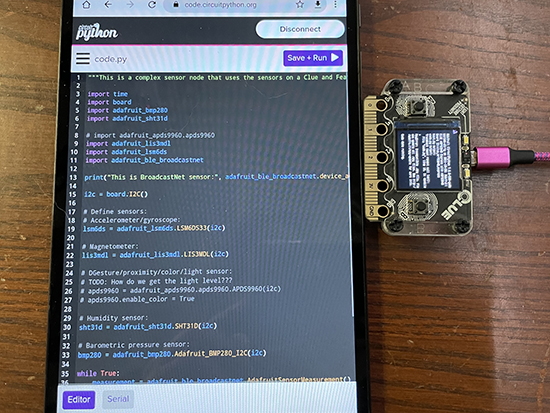 code.circuitpython.org
circuit
python
Disconnect
code.py
Save + Run
1 """This is a complex sensor node that uses the sensors on a Clue and Fea
2
3 import time
4 import board
5 import adafruit_bmp280
6 import adafruit_sht31d
7
8 # import adafruit_apds9960.apds9960
9 import adafruit_lis3mdl
10 import adafruit_lsm6ds
11 import adafruit_ble_broadcastnet
12
13 print("This is BroadcastNet sensor:", adafruit_ble_broadcastnet.device_a
14
15 i2c = board.I2C()
16
17 # Define sensors:
18 # Accelerometer/gyroscope:
19 lsm6ds = adafruit_lsm6ds.LSM6DS33(i2c)
20
21 # Magnetometer:
22 lis3mdl = adafruit_lis3mdl.LIS3MDL(i2c)
23
24 # DGesture/proximity/color/light sensor:
25 # TODO: How do we get the light level???
26 # apds9960 = adafruit_apds9960.apds9960.APDS9960(i2c)
27 # apds9960.enable_color = True
28
29 # Humidity sensor:
30 sht31d = adafruit_sht31d.SHT31D(i2c)
31
32 # Barometric pressure sensor:
33 bmp280 = adafruit_bmp280.Adafruit_BMP280_I2C(i2c)
34
35 while True:
36 measurement = adafruit_ble_broadcastnet.AdafruitSensorMeasurement()
Editor
Serial
0
1
2
3V
GND
CLUE